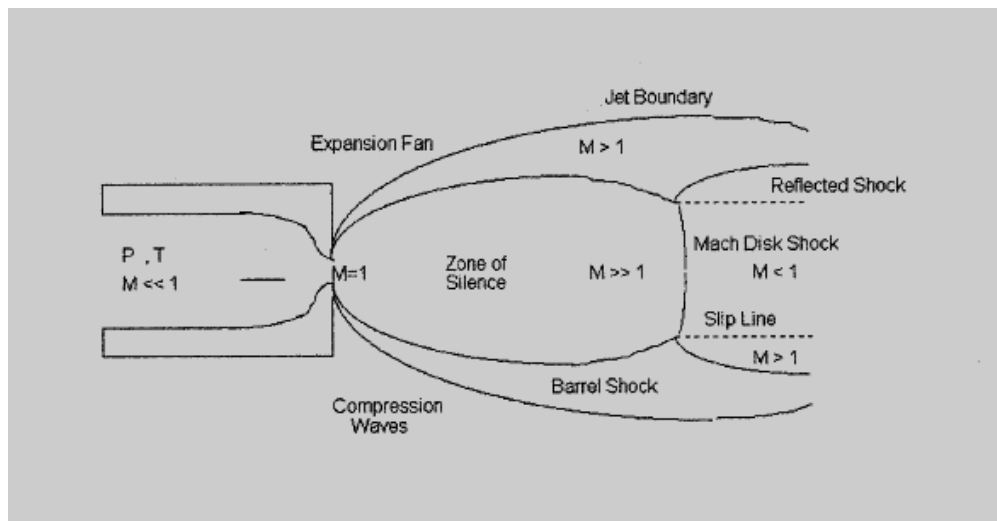 Jet Boundary
Expansion Fan
M > 1
Reflected Shock
P , T
M << 1
M=1
Zone of
Silence
M >> 1
Mach Disk Shock
M < 1
Slip Line
M > 1
Barrel Shock
Compression
Waves